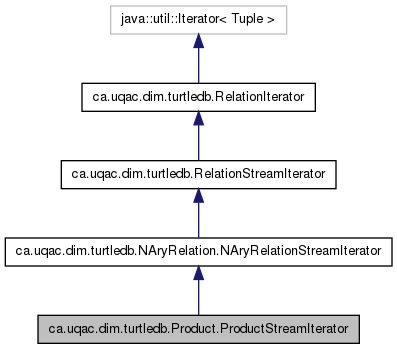 java::util::Iterator< Tuple >
ca.uqac.dim.turtledb.RelationIterator
ca.uqac.dim.turtledb.RelationStreamIterator
ca.uqac.dim.turtledb.NAryRelation.NAryRelationStreamIterator
ca.uqac.dim.turtledb.Product.ProductStreamIterator